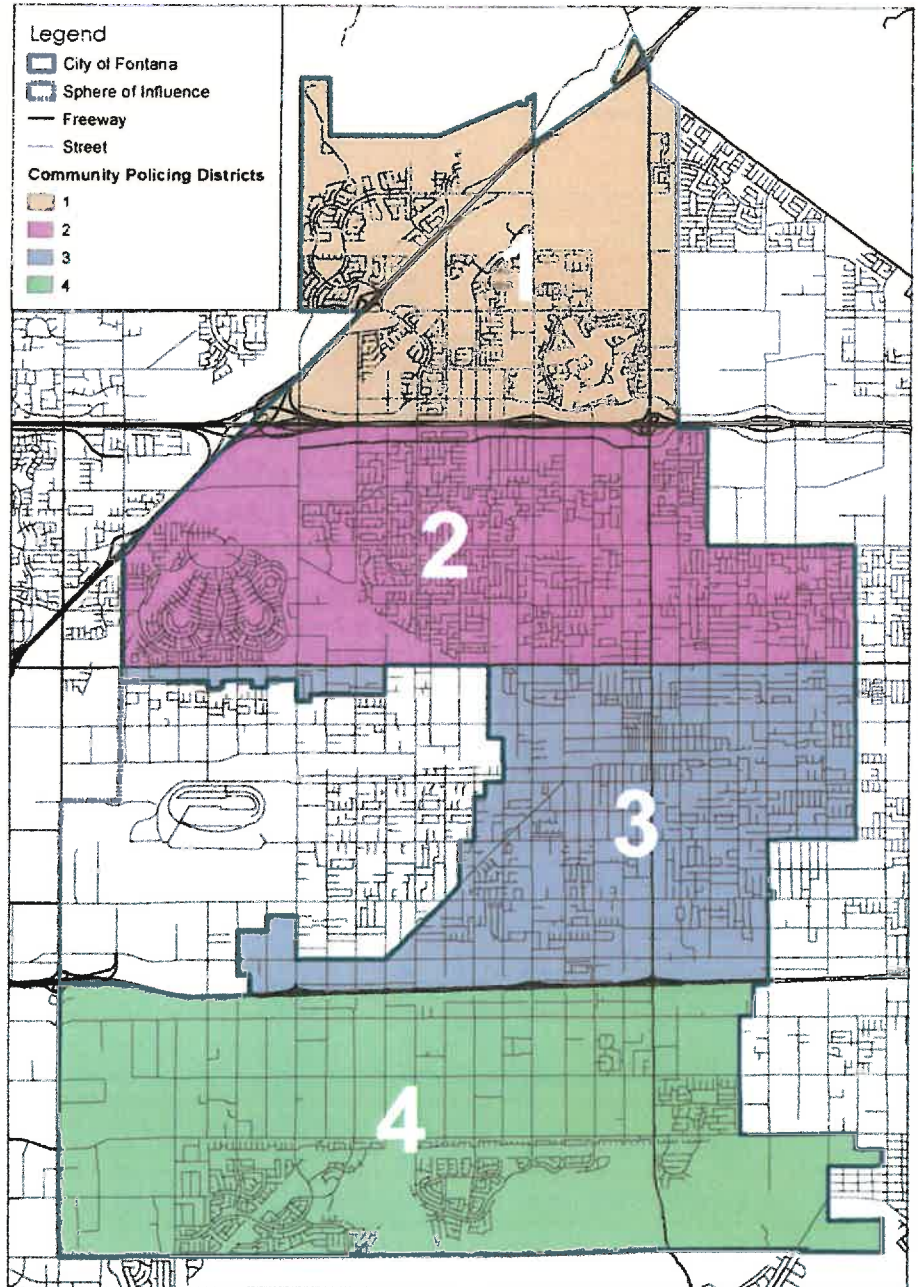 Legend
City of Fontana
Sphere of Influence
Freeway
Street
Community Policing Districts
1
2
3
4
1
2
3
4